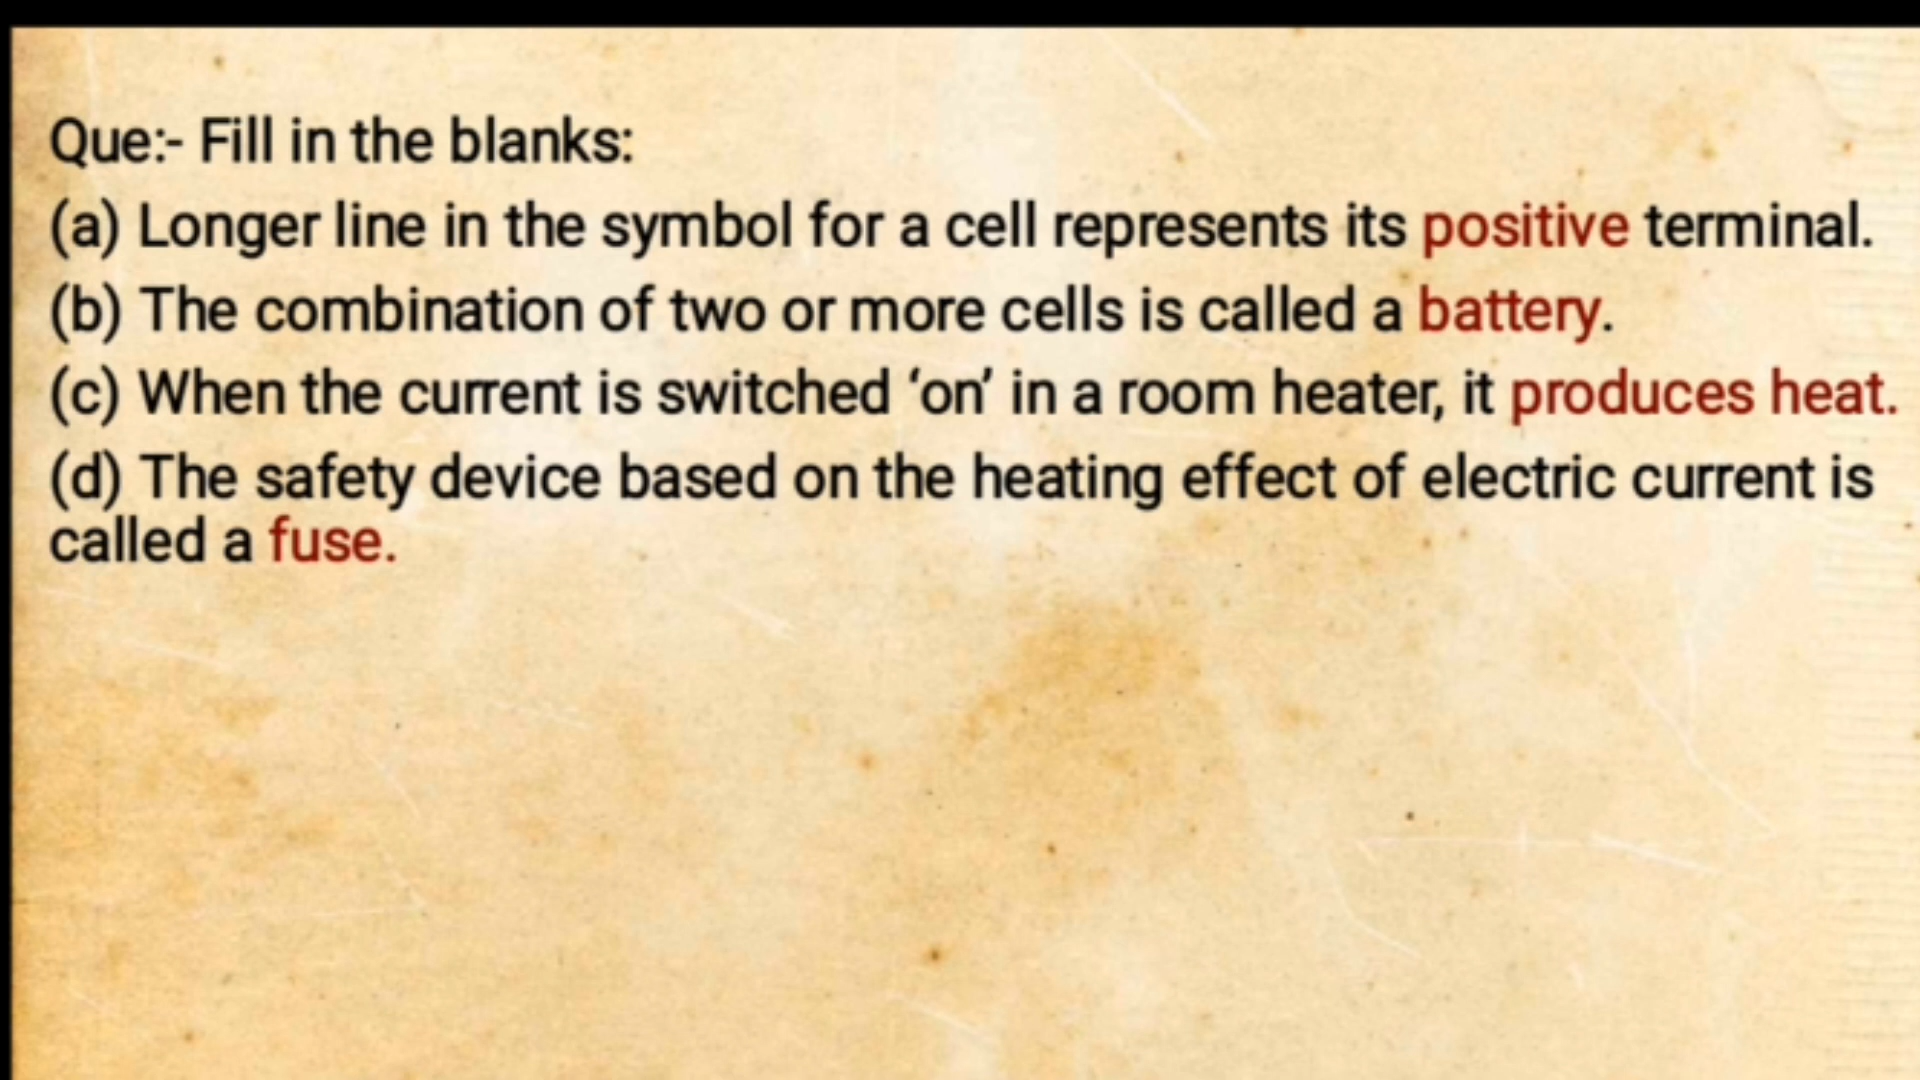 Que:- Fill in the blanks:
(a) Longer line in the symbol for a cell represents its positive terminal.
(b) The combination of two or more cells is called a battery.
(c) When the current is switched ‘on’ in a room heater, it produces heat.
(d) The safety device based on the heating effect of electric current is
called a fuse.